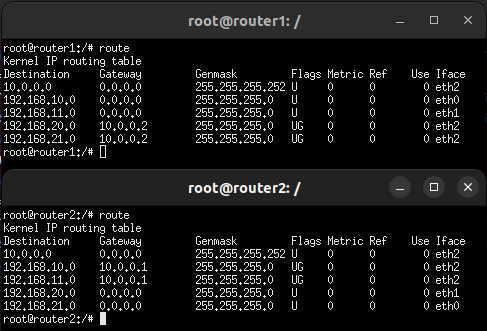 root@router1: /
root@router1:/# route
Kernel IP routing table
Destination     Gateway         Genmask         Flags Metric Ref    Use Iface
10.0.0.0        0.0.0.0         255.255.255.252 U     0      0        0 eth2
192.168.10.0    0.0.0.0         255.255.255.0   U     0      0        0 eth0
192.168.11.0    0.0.0.0         255.255.255.0   U     0      0        0 eth1
192.168.20.0    10.0.0.2        255.255.255.0   UG    0      0        0 eth2
192.168.21.0    10.0.0.2        255.255.255.0   UG    0      0        0 eth2
root@router1:/#
root@router2: /
root@router2:/# route
Kernel IP routing table
Destination     Gateway         Genmask         Flags Metric Ref    Use Iface
10.0.0.0        0.0.0.0         255.255.255.252 U     0      0        0 eth2
192.168.10.0    10.0.0.1        255.255.255.0   UG    0      0        0 eth2
192.168.11.0    10.0.0.1        255.255.255.0   UG    0      0        0 eth2
192.168.20.0    0.0.0.0         255.255.255.0   U     0      0        0 eth1
192.168.21.0    0.0.0.0         255.255.255.0   U     0      0        0 eth0
root@router2:/#